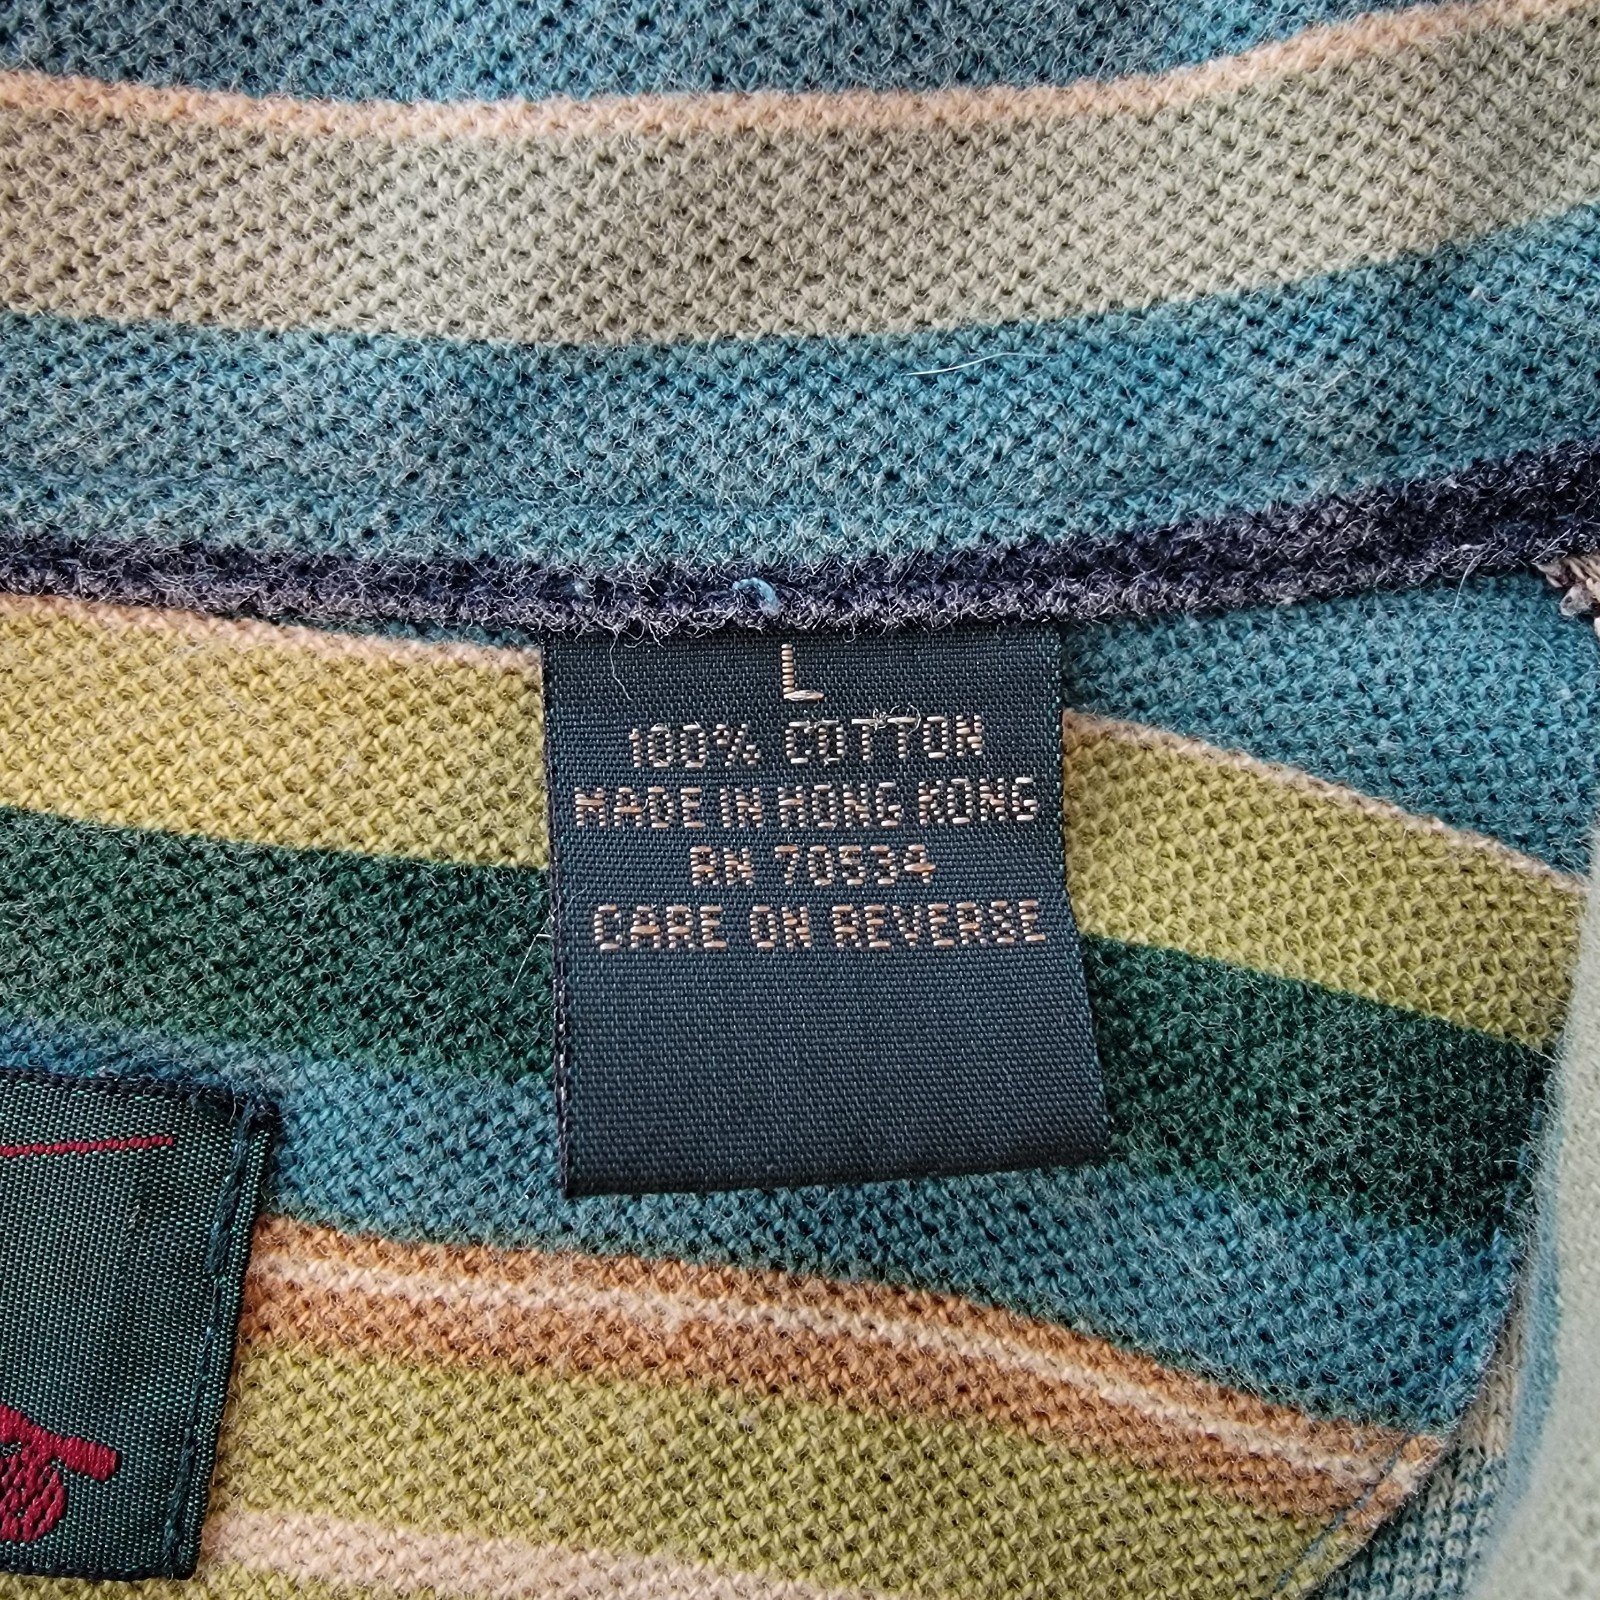 L
100% COTTON
MADE IN HONG KONG
RN 70534
CARE ON REVERSE